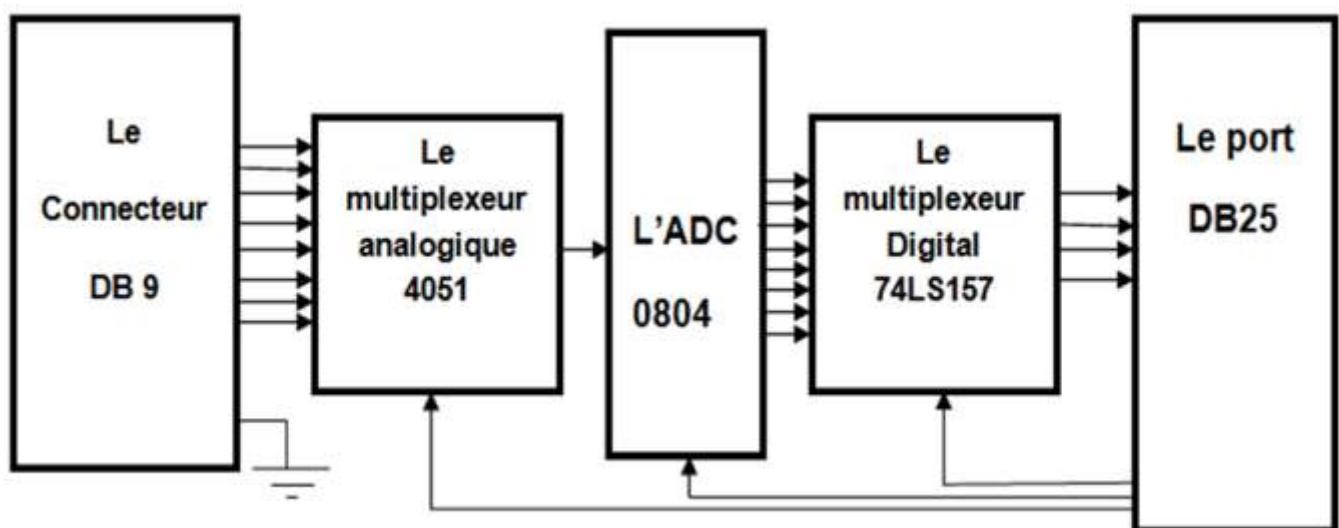 Le
Connecteur
DB 9
Le
multiplexeur
analogique
4051
L'ADC
0804
Le
multiplexeur
Digital
74LS157
Le port
DB25